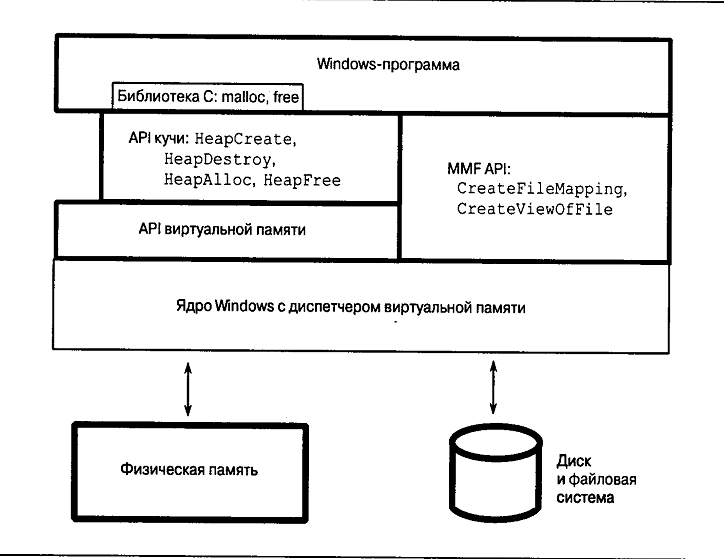 Windows-программа
Библиотека C: malloc, free
API кучи: HeapCreate,
HeapDestroy,
HeapAlloc, HeapFree
MMF API:
CreateFileMapping,
CreateViewOfFile
API виртуальной памяти
Ядро Windows с диспетчером виртуальной памяти
Физическая память
Диск
и файловая
система